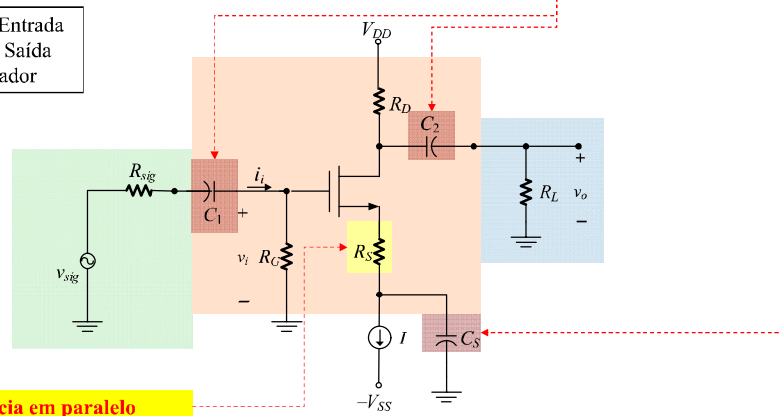 Entrada
Saída
ador
V_DD
R_D
C_2
R_sig
i_i
C_1
+
+
R_L
v_o
v_i
R_G
R_S
v_sig
−
−
I
C_S
−V_SS
cia em paralelo